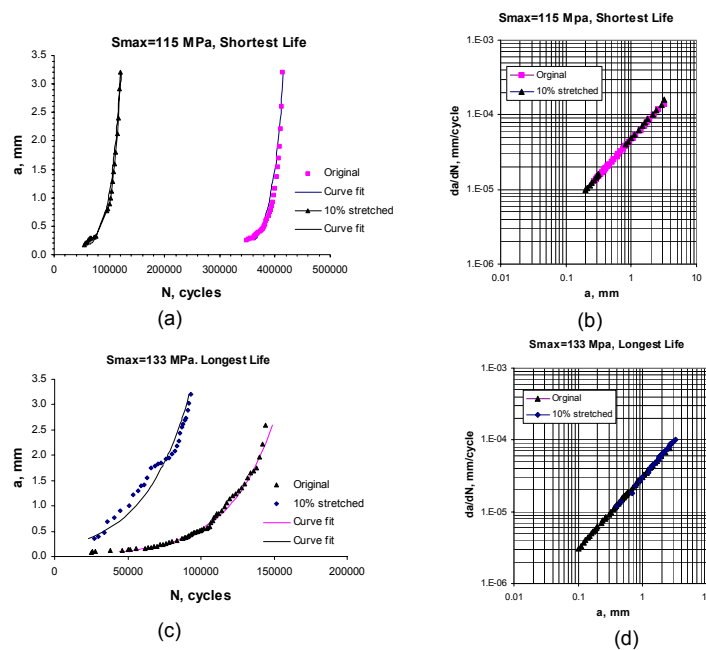 Smax=115 MPa, Shortest Life
3.5
3.0
2.5
2.0
1.5
1.0
0.5
0.0
a, mm
Original
Curve fit
10% stretched
Curve fit
0 100000 200000 300000 400000 500000
N, cycles
(a)
Smax=115 Mpa, Shortest Life
1.E-03
1.E-04
1.E-05
1.E-06
da/dN, mm/cycle
Orginal
10% stretched
0.01 0.1 1 10
a, mm
(b)
Smax=133 MPa. Longest Life
3.5
3.0
2.5
2.0
1.5
1.0
0.5
0.0
a, mm
Original
10% stretched
Curve fit
Curve fit
0 50000 100000 150000 200000
N, cycles
(c)
Smax=133 Mpa, Longest Life
1.E-03
1.E-04
1.E-05
1.E-06
da/dN, mm/cycle
Orginal
10% stretched
0.01 0.1 1
a, mm
(d)